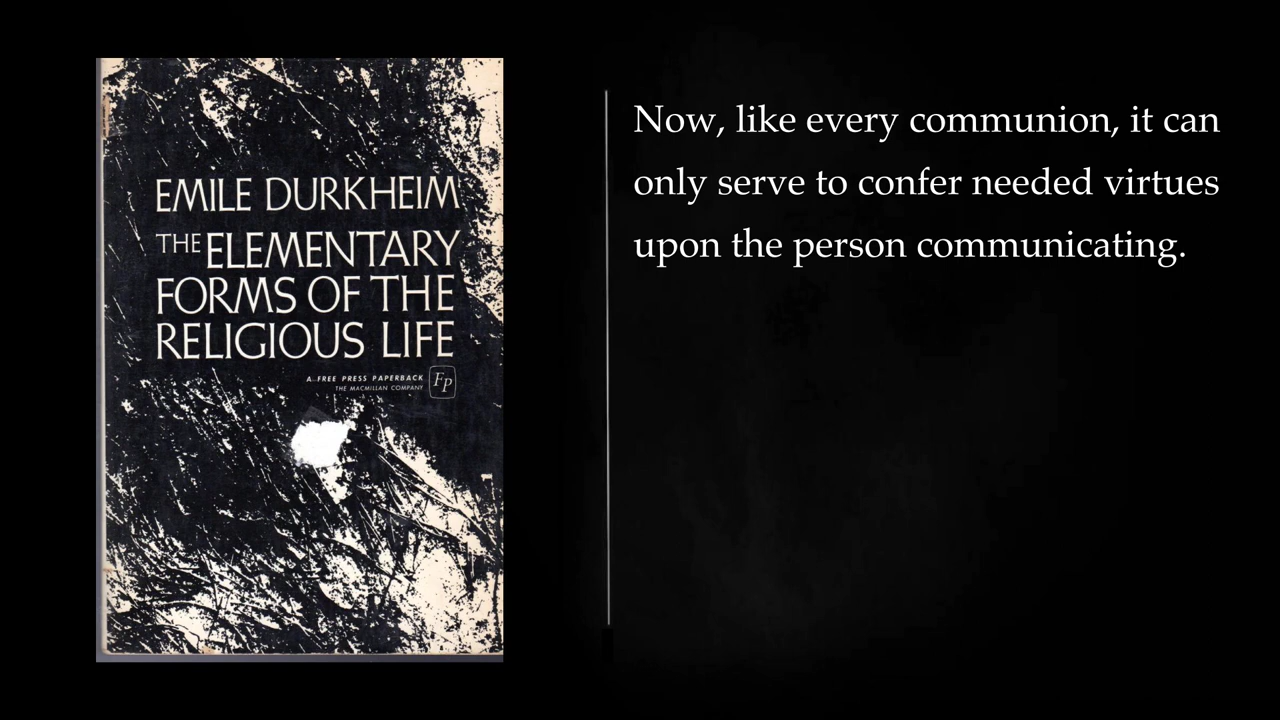 EMILE DURKHEIM
THE ELEMENTARY
FORMS OF THE
RELIGIOUS LIFE
A FREE PRESS PAPERBACK
THE MACMILLAN COMPANY
FP
Now, like every communion, it can
only serve to confer needed virtues
upon the person communicating.